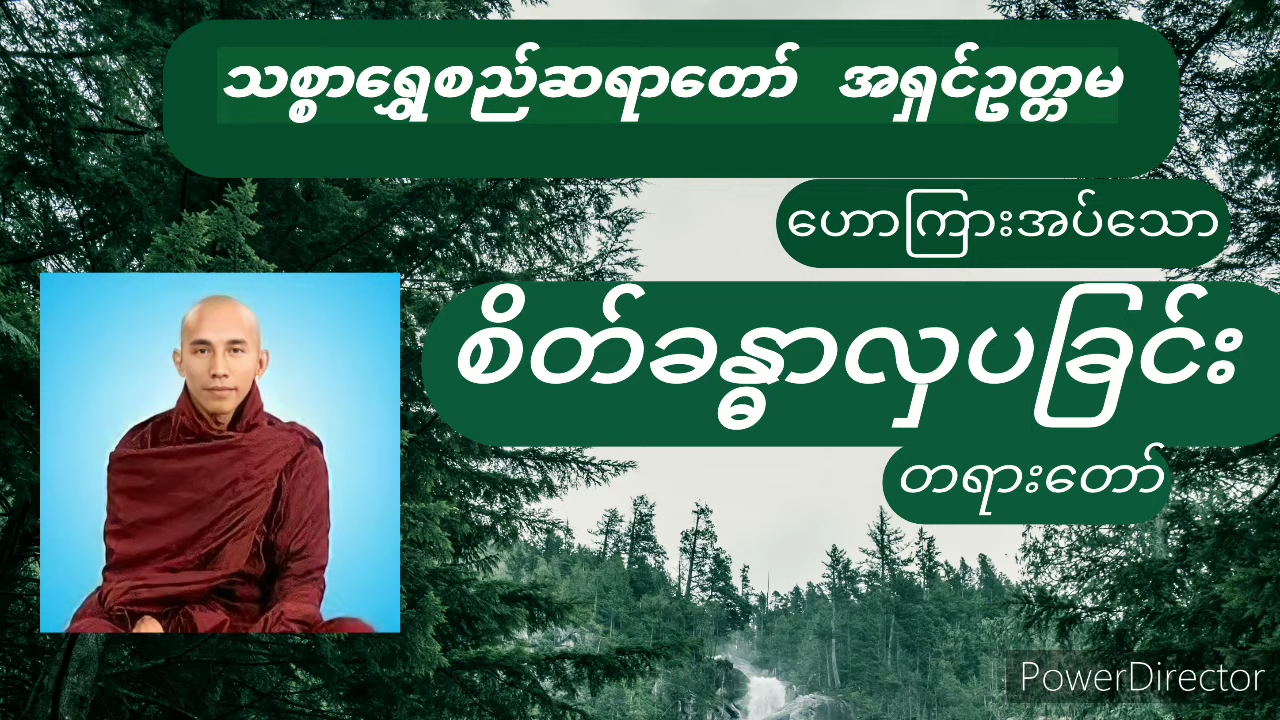 သစ္စာရွှေစည်ဆရာတော် အရှင်ဥတ္တမ
ဟောကြားအပ်သော
စိတ်ခန္ဓာလှပခြင်း
တရားတော်
PowerDirector